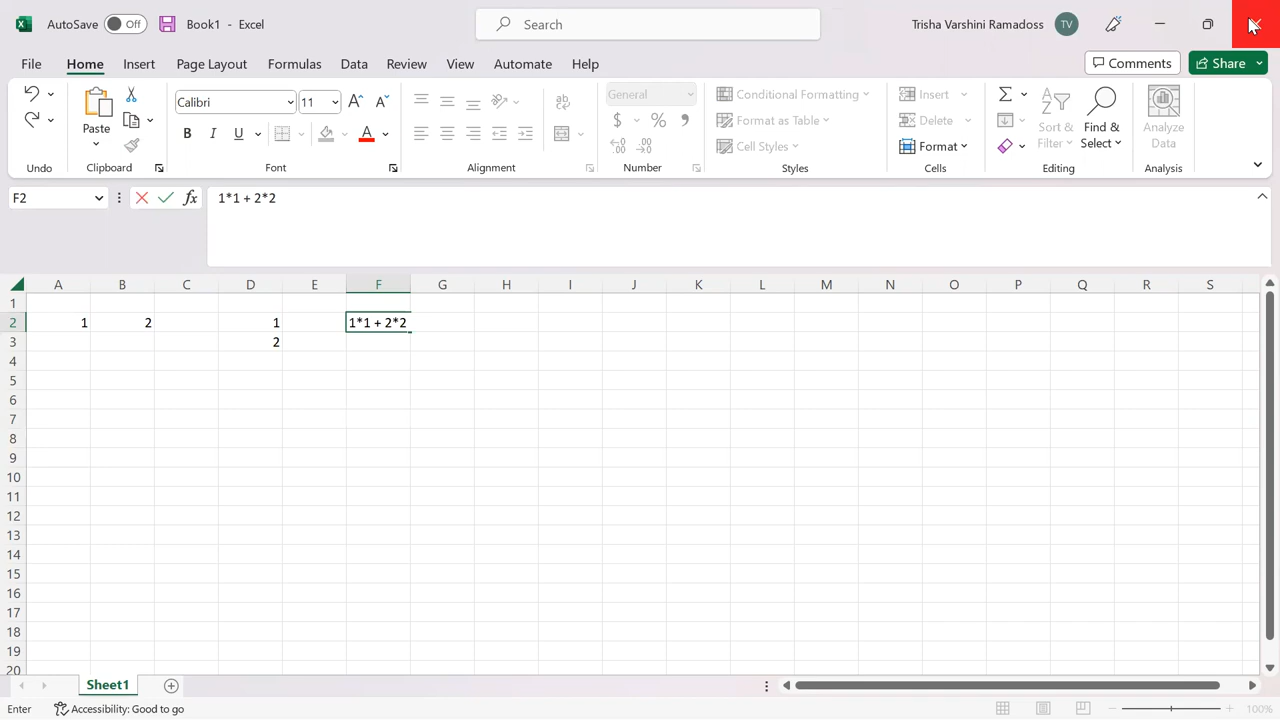 AutoSave Off Book1 - Excel Search Trisha Varshini Ramadoss TV
File Home Insert Page Layout Formulas Data Review View Automate Help Comments Share
Calibri 11 General Conditional Formatting Insert
Paste Format as Table Delete Sort & Filter Find & Select Analyze Data
B I U $ % Cell Styles Format
Undo Clipboard Font Alignment Number Styles Cells Editing Analysis
F2 fx 1*1 + 2*2
A B C D E F G H I J K L M N O P Q R S
1
2 1 2 1 1*1 + 2*2
3 2
4
5
6
7
8
9
10
11
12
13
14
15
16
17
18
19
20
Sheet1
Enter Accessibility: Good to go 100%